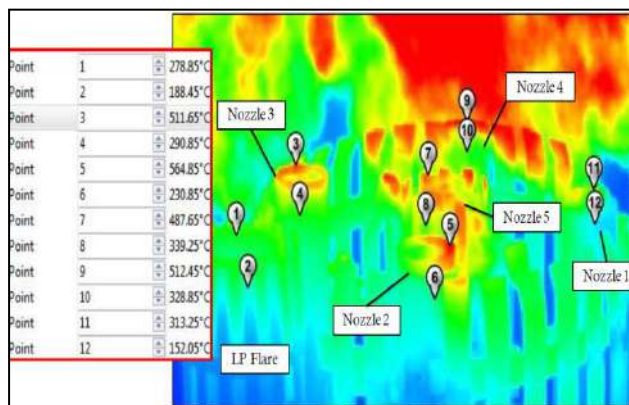 Point 1 278.85°C
Point 2 188.45°C
Point 3 511.65°C
Point 4 290.85°C
Point 5 564.85°C
Point 6 230.85°C
Point 7 487.65°C
Point 8 339.25°C
Point 9 512.45°C
Point 10 328.85°C
Point 11 313.25°C
Point 12 152.05°C
9
Nozzle 4
10
Nozzle 3
3
7
11
4
12
1
8
5
Nozzle 5
2
6
Nozzle 1
Nozzle 2
LP Flare